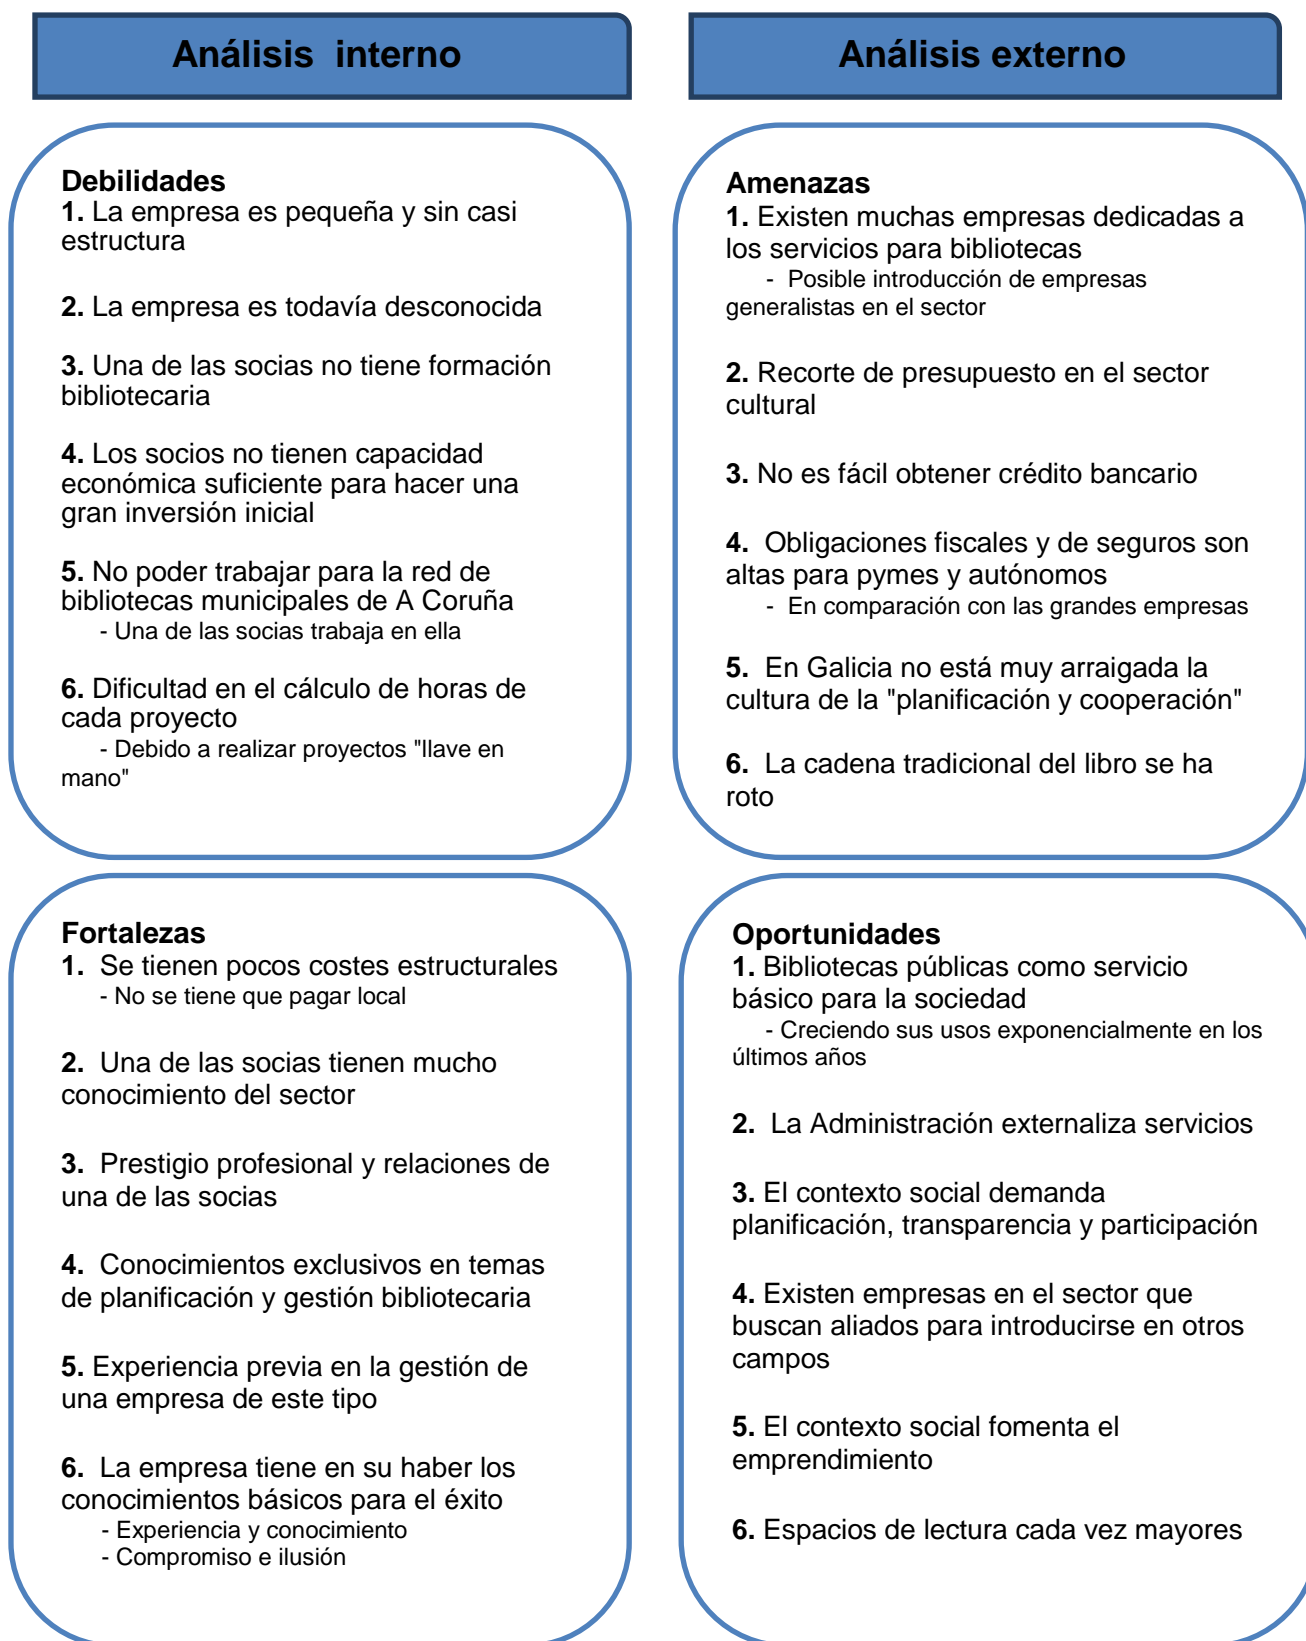 Análisis  interno
Análisis externo
Debilidades
1. La empresa es pequeña y sin casi
estructura
2. La empresa es todavía desconocida
3. Una de las socias no tiene formación
bibliotecaria
4. Los socios no tienen capacidad
económica suficiente para hacer una
gran inversión inicial
5. No poder trabajar para la red de
bibliotecas municipales de A Coruña
- Una de las socias trabaja en ella
6. Dificultad en el cálculo de horas de
cada proyecto
- Debido a realizar proyectos "llave en
mano"
Amenazas
1. Existen muchas empresas dedicadas a
los servicios para bibliotecas
- Posible introducción de empresas
generalistas en el sector
2. Recorte de presupuesto en el sector
cultural
3. No es fácil obtener crédito bancario
4. Obligaciones fiscales y de seguros son
altas para pymes y autónomos
- En comparación con las grandes empresas
5. En Galicia no está muy arraigada la
cultura de la "planificación y cooperación"
6. La cadena tradicional del libro se ha
roto
Fortalezas
1. Se tienen pocos costes estructurales
- No se tiene que pagar local
2. Una de las socias tienen mucho
conocimiento del sector
3. Prestigio profesional y relaciones de
una de las socias
4. Conocimientos exclusivos en temas
de planificación y gestión bibliotecaria
5. Experiencia previa en la gestión de
una empresa de este tipo
6. La empresa tiene en su haber los
conocimientos básicos para el éxito
- Experiencia y conocimiento
- Compromiso e ilusión
Oportunidades
1. Bibliotecas públicas como servicio
básico para la sociedad
- Creciendo sus usos exponencialmente en los
últimos años
2. La Administración externaliza servicios
3. El contexto social demanda
planificación, transparencia y participación
4. Existen empresas en el sector que
buscan aliados para introducirse en otros
campos
5. El contexto social fomenta el
emprendimiento
6. Espacios de lectura cada vez mayores